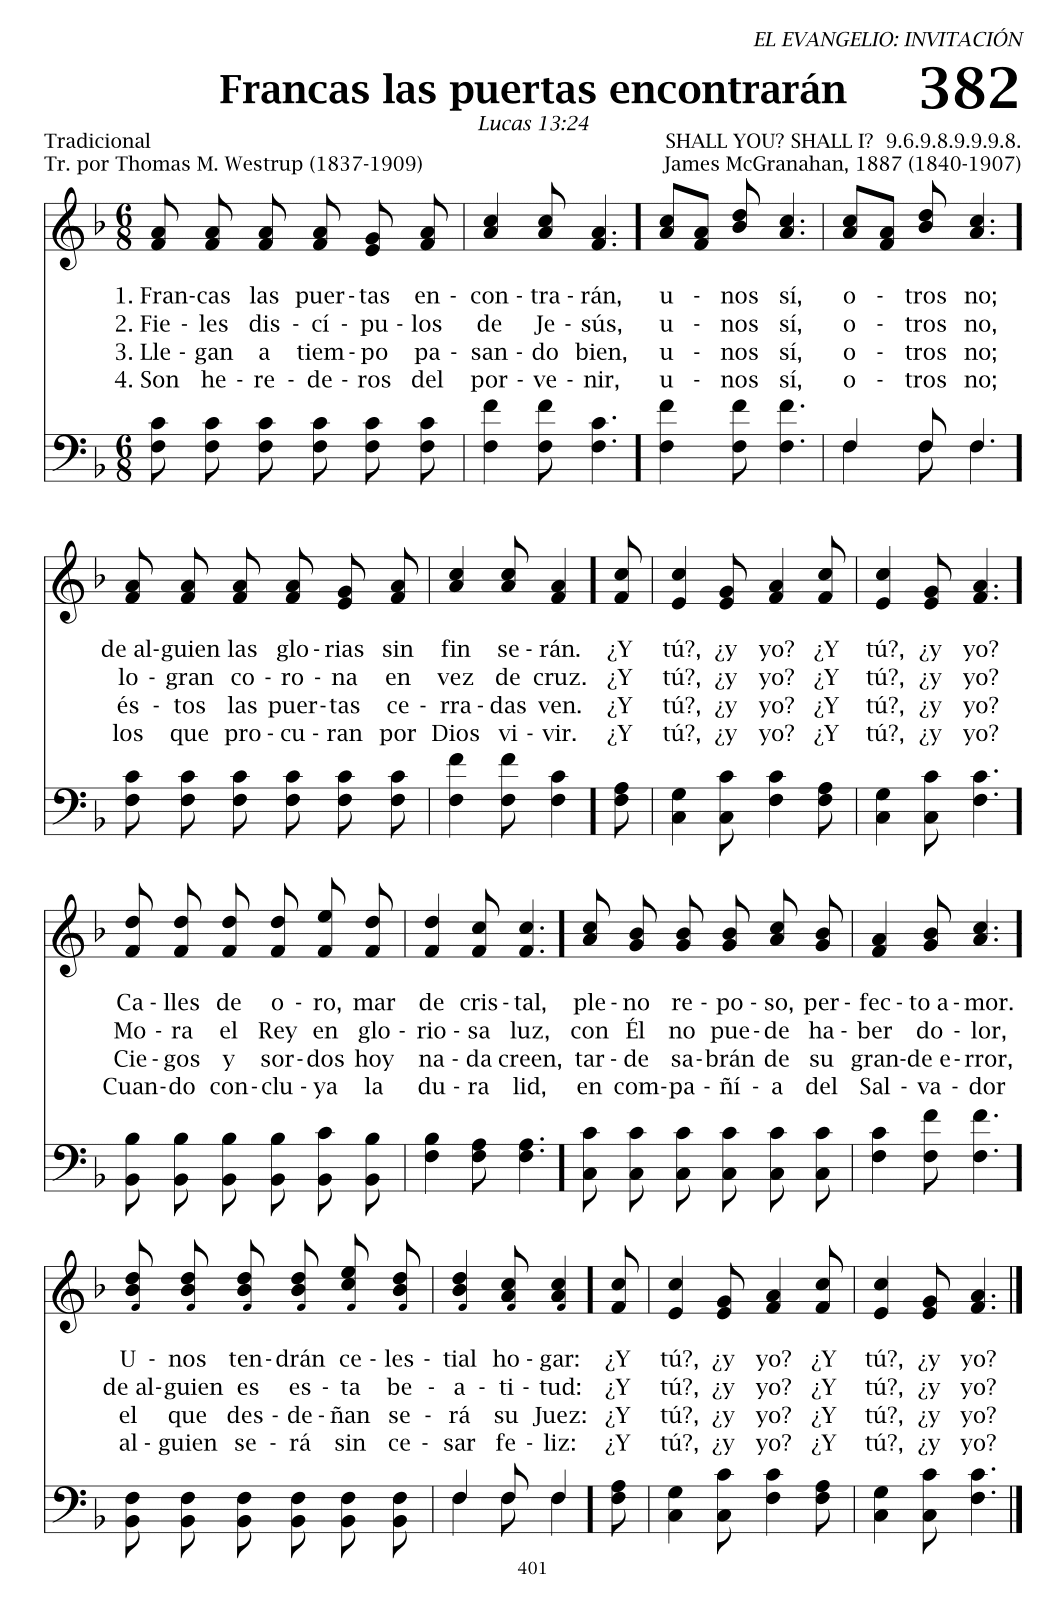 EL EVANGELIO: INVITACIÓN
Francas las puertas encontrarán 382
Lucas 13:24
Tradicional SHALL YOU? SHALL I? 9.6.9.8.9.9.9.8.
Tr. por Thomas M. Westrup (1837-1909) James McGranahan, 1887 (1840-1907)
6 8
1. Fran-cas las puer-tas en - con - tra - rán, u - nos sí, o - tros no;
2. Fie - les dis - cí - pu - los de Je - sús, u - nos sí, o - tros no,
3. Lle - gan a tiem - po pa - san - do bien, u - nos sí, o - tros no;
4. Son he - re - de - ros del por - ve - nir, u - nos sí, o - tros no;
6 8
de al-guien las glo - rias sin fin se - rán. ¿Y tú?, ¿y yo? ¿Y tú?, ¿y yo?
lo - gran co - ro - na en vez de cruz. ¿Y tú?, ¿y yo? ¿Y tú?, ¿y yo?
és - tos las puer-tas ce - rra - das ven. ¿Y tú?, ¿y yo? ¿Y tú?, ¿y yo?
los que pro - cu - ran por Dios vi - vir. ¿Y tú?, ¿y yo? ¿Y tú?, ¿y yo?
Ca - lles de o - ro, mar de cris - tal, ple - no re - po - so, per - fec - to a - mor.
Mo - ra el Rey en glo - rio - sa luz, con Él no pue - de ha - ber do - lor,
Cie - gos y sor - dos hoy na - da creen, tar - de sa - brán de su gran-de e - rror,
Cuan-do con - clu - ya la du - ra lid, en com-pa - ñí - a del Sal - va - dor
U - nos ten-drán ce - les - tial ho - gar: ¿Y tú?, ¿y yo? ¿Y tú?, ¿y yo?
de al-guien es es - ta be - a - ti - tud: ¿Y tú?, ¿y yo? ¿Y tú?, ¿y yo?
el que des - de - ñan se - rá su Juez: ¿Y tú?, ¿y yo? ¿Y tú?, ¿y yo?
al - guien se - rá sin ce - sar fe - liz: ¿Y tú?, ¿y yo? ¿Y tú?, ¿y yo?
401